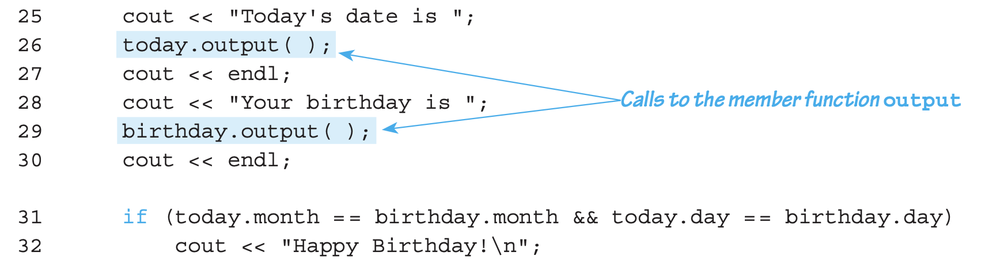 25 cout << "Today's date is ";
26 today.output( );
27 cout << endl;
28 cout << "Your birthday is ";
Calls to the member function output
29 birthday.output( );
30 cout << endl;
31 if (today.month == birthday.month && today.day == birthday.day)
32 cout << "Happy Birthday!\n";